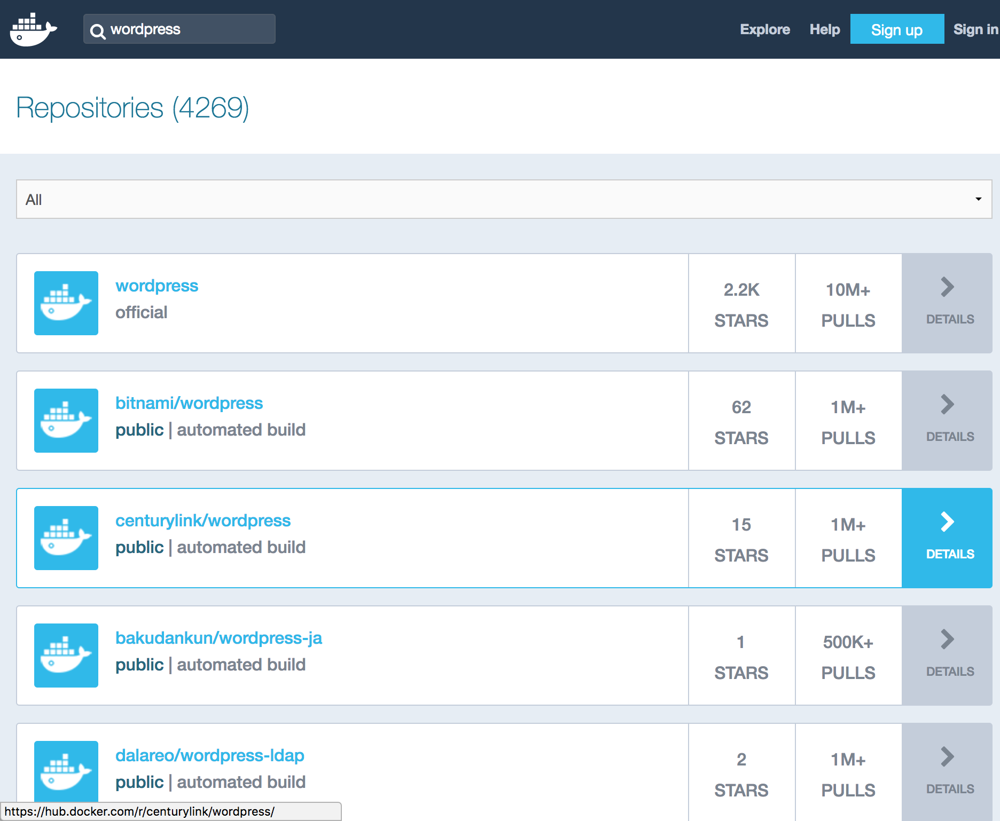 wordpress
Explore Help Sign up Sign in
Repositories (4269)
All
wordpress
official
2.2K
STARS
10M+
PULLS
DETAILS
bitnami/wordpress
public | automated build
62
STARS
1M+
PULLS
DETAILS
centurylink/wordpress
public | automated build
15
STARS
1M+
PULLS
DETAILS
bakudankun/wordpress-ja
public | automated build
1
STARS
500K+
PULLS
DETAILS
dalareo/wordpress-ldap
public | automated build
2
STARS
1M+
PULLS
DETAILS
https://hub.docker.com/r/centurylink/wordpress/